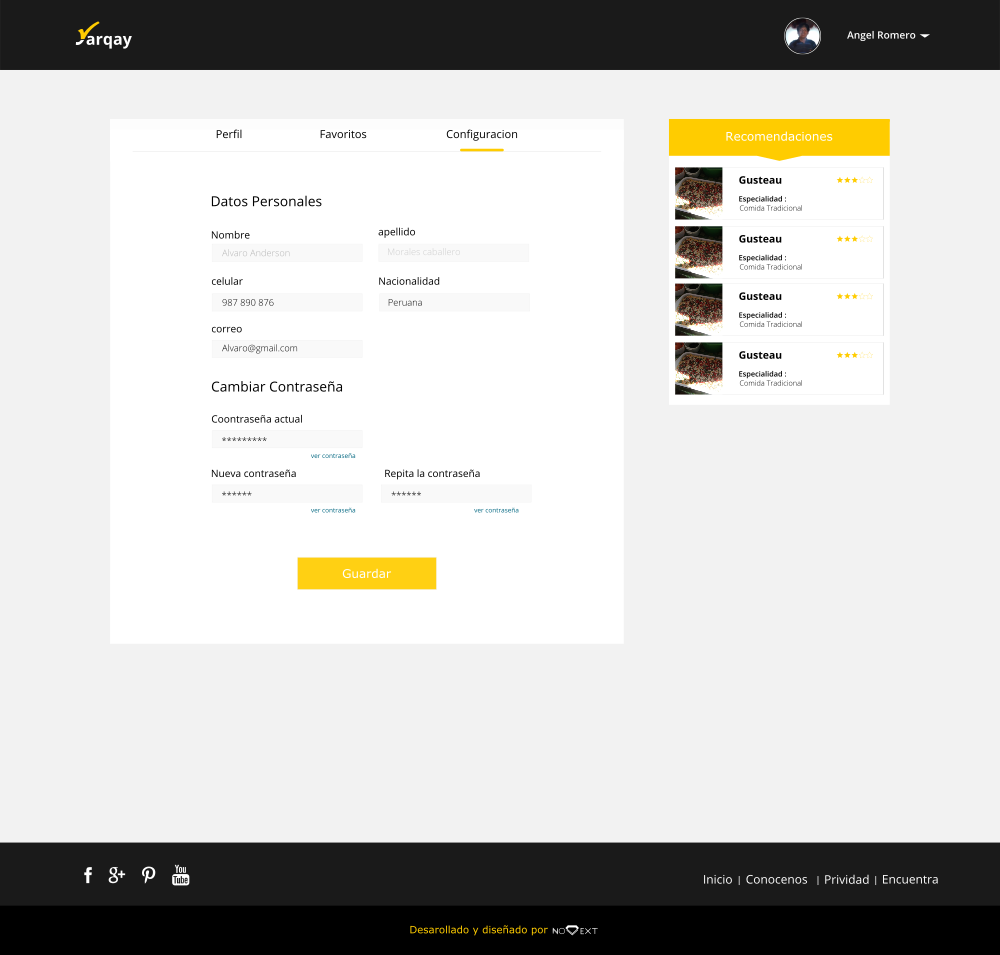 Yarqay
Angel Romero
Perfil Favoritos Configuracion
Datos Personales
Nombre apellido
Alvaro Anderson Morales caballero
celular Nacionalidad
987 890 876 Peruana
correo
Alvaro@gmail.com
Cambiar Contraseña
Coontraseña actual
*********
ver contraseña
Nueva contraseña Repita la contraseña
****** ******
ver contraseña ver contraseña
Guardar
Recomendaciones
Gusteau
Especialidad :
Comida Tradicional
Gusteau
Especialidad :
Comida Tradicional
Gusteau
Especialidad :
Comida Tradicional
Gusteau
Especialidad :
Comida Tradicional
f g+ P You Tube
Inicio | Conocenos | Prividad | Encuentra
Desarollado y diseñado por NO EXT